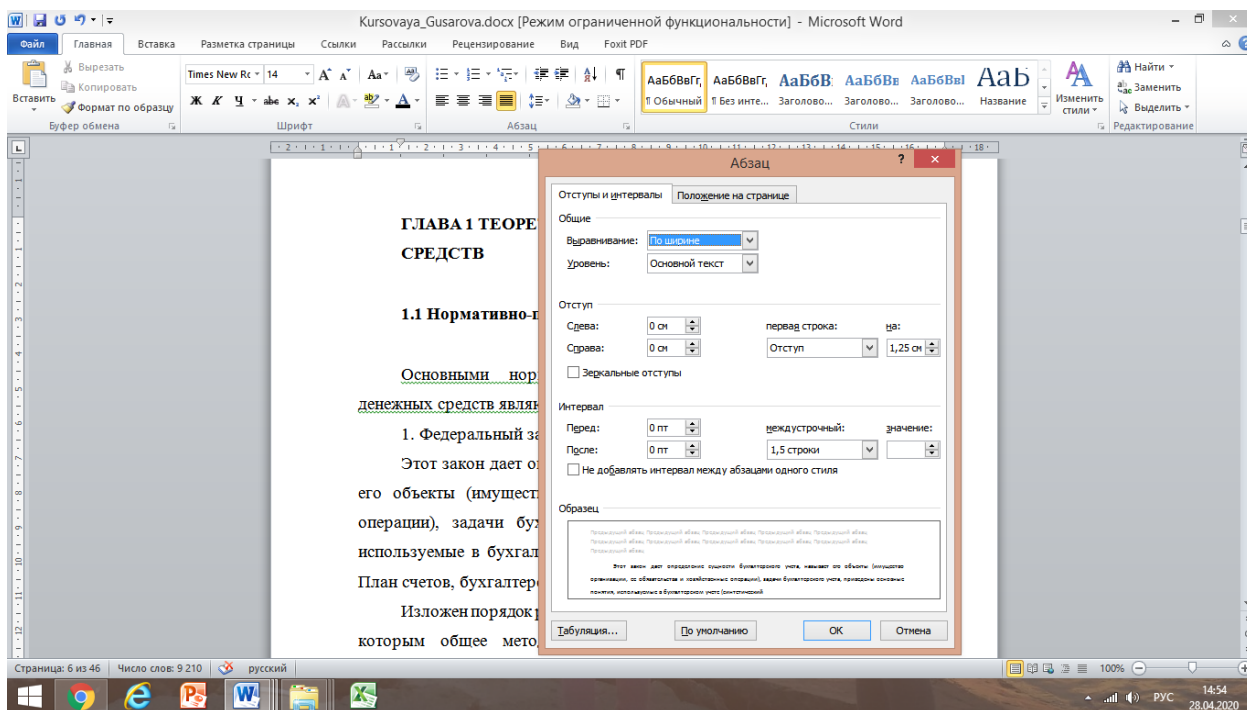 Kursovaya_Gusarova.docx [Режим ограниченной функциональности] - Microsoft Word
Файл Главная Вставка Разметка страницы Ссылки Рассылки Рецензирование Вид Foxit PDF
Вставить
Вырезать
Копировать
Формат по образцу
Буфер обмена
Times New Rc 14
Ж К Ч abc x₂ x²
Шрифт
Абзац
АаБбВвГг, АаБбВвГг, АаБбВ АаБбВв АаБбВвІ Aab
¶ Обычный ¶ Без инте... Заголово... Заголово... Заголово... Название
Изменить стили
Стили
Найти
Заменить
Выделить
Редактирование
ГЛАВА 1 ТЕОРЕ
СРЕДСТВ
1.1 Нормативно-п
Основными нор
денежных средств являю
1. Федеральный за
Этот закон дает о
его объекты (имущест
операции), задачи бух
используемые в бухгал
План счетов, бухгалтер
Изложен порядок р
которым общее мето
Абзац
Отступы и интервалы Положение на странице
Общие
Выравнивание: По ширине
Уровень: Основной текст
Отступ
Слева: 0 см первая строка: на:
Справа: 0 см Отступ 1,25 см
Зеркальные отступы
Интервал
Перед: 0 пт междустрочный: значение:
После: 0 пт 1,5 строки
Не добавлять интервал между абзацами одного стиля
Образец
Этот закон дает определение сущности бухгалтерского учета, называет его объекты (имущество
организации, ее обязательства и хозяйственные операции), задачи бухгалтерского учета, приведены основные
понятия, используемые в бухгалтерском учете (синтетический
Табуляция... По умолчанию ОК Отмена
Страница: 6 из 46 Число слов: 9 210 русский 100%
РУС 14:54
28.04.2020